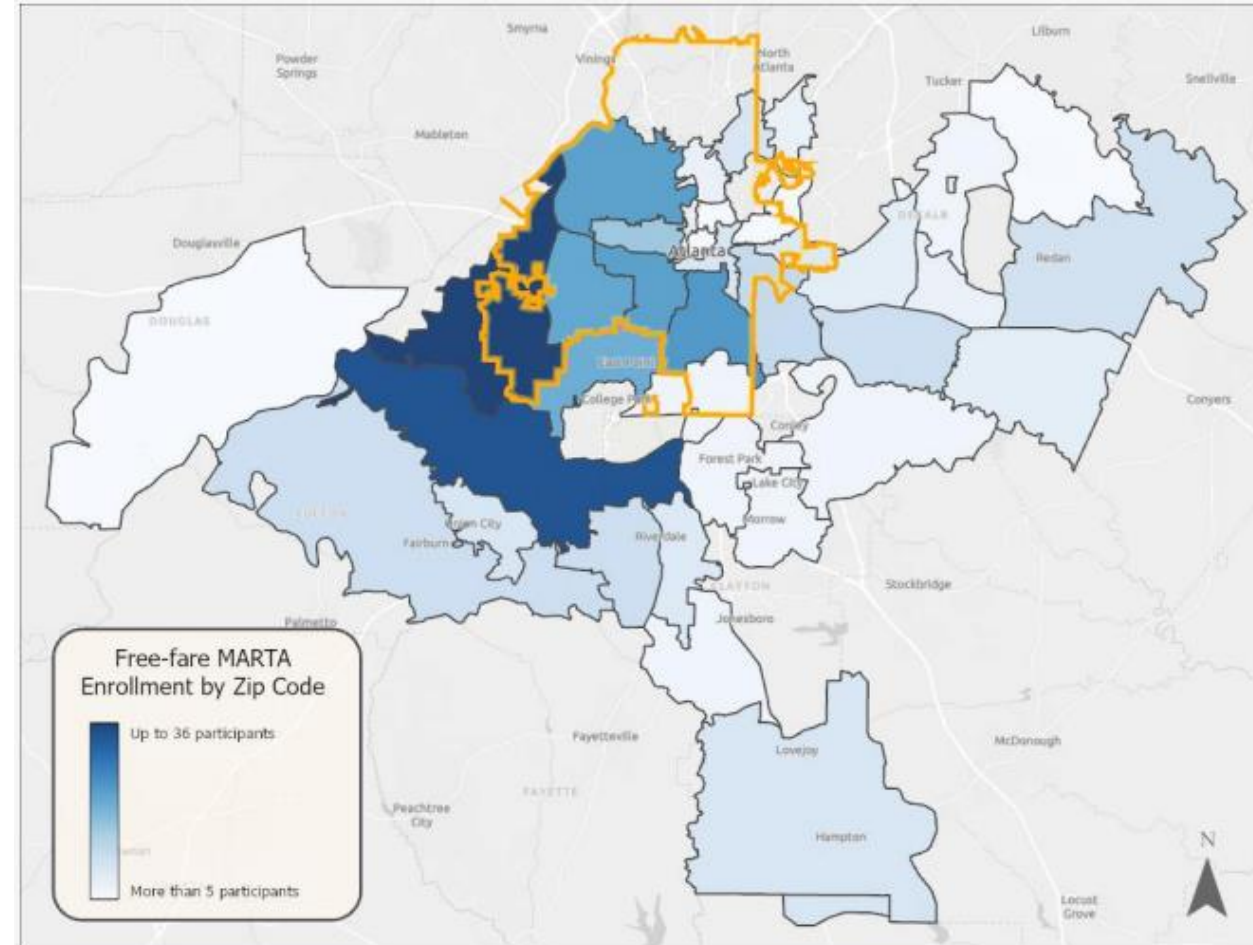 Smyrna
Lilburn
Powder
Springs
Vinings
North
Atlanta
Tucker
Snellville
Mableton
DEKALB
Douglasville
Atlanta
Redan
DOUGLAS
East Point
College Park
Conyers
Conley
Forest Park
Lake City
FULTON
Union City
Morrow
Fairburn
Riverdale
CLAYTON
Stockbridge
Palmetto
Jonesboro
Free-fare MARTA
Enrollment by Zip Code
Up to 36 participants
More than 5 participants
Fayetteville
Lovejoy
McDonough
FAYETTE
Peachtree
City
Hampton
N
Locust
Grove